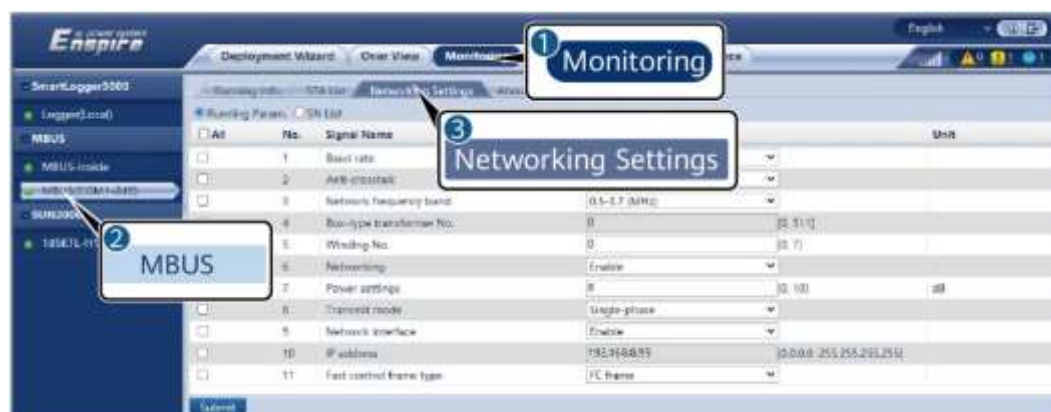 Enspire
English
Deployment Wizard Over View Monitoring
1 Monitoring
SmartLogger3000
Running Info. STA List Networking Settings
Logger(Local)
Running Param. SN List
MBUS
All No. Signal Name Unit
3 Networking Settings
MBUS-inside
1 Baud rate
2 Anti-crosstalk
3 Network frequency band 0.5-3.7 (MHz)
SUN2000
4 Box-type transformer No. 0 [0, 511]
2 MBUS
5 Winding No. 0 [0, 7]
6 Networking Enable
7 Power settings [0, 10] dB
8 Transmit mode Single-phase
9 Network interface Enable
10 IP address 192.168.8.95 [0.0.0.0 255.255.255.255]
11 Fast control frame type FC frame
Submit